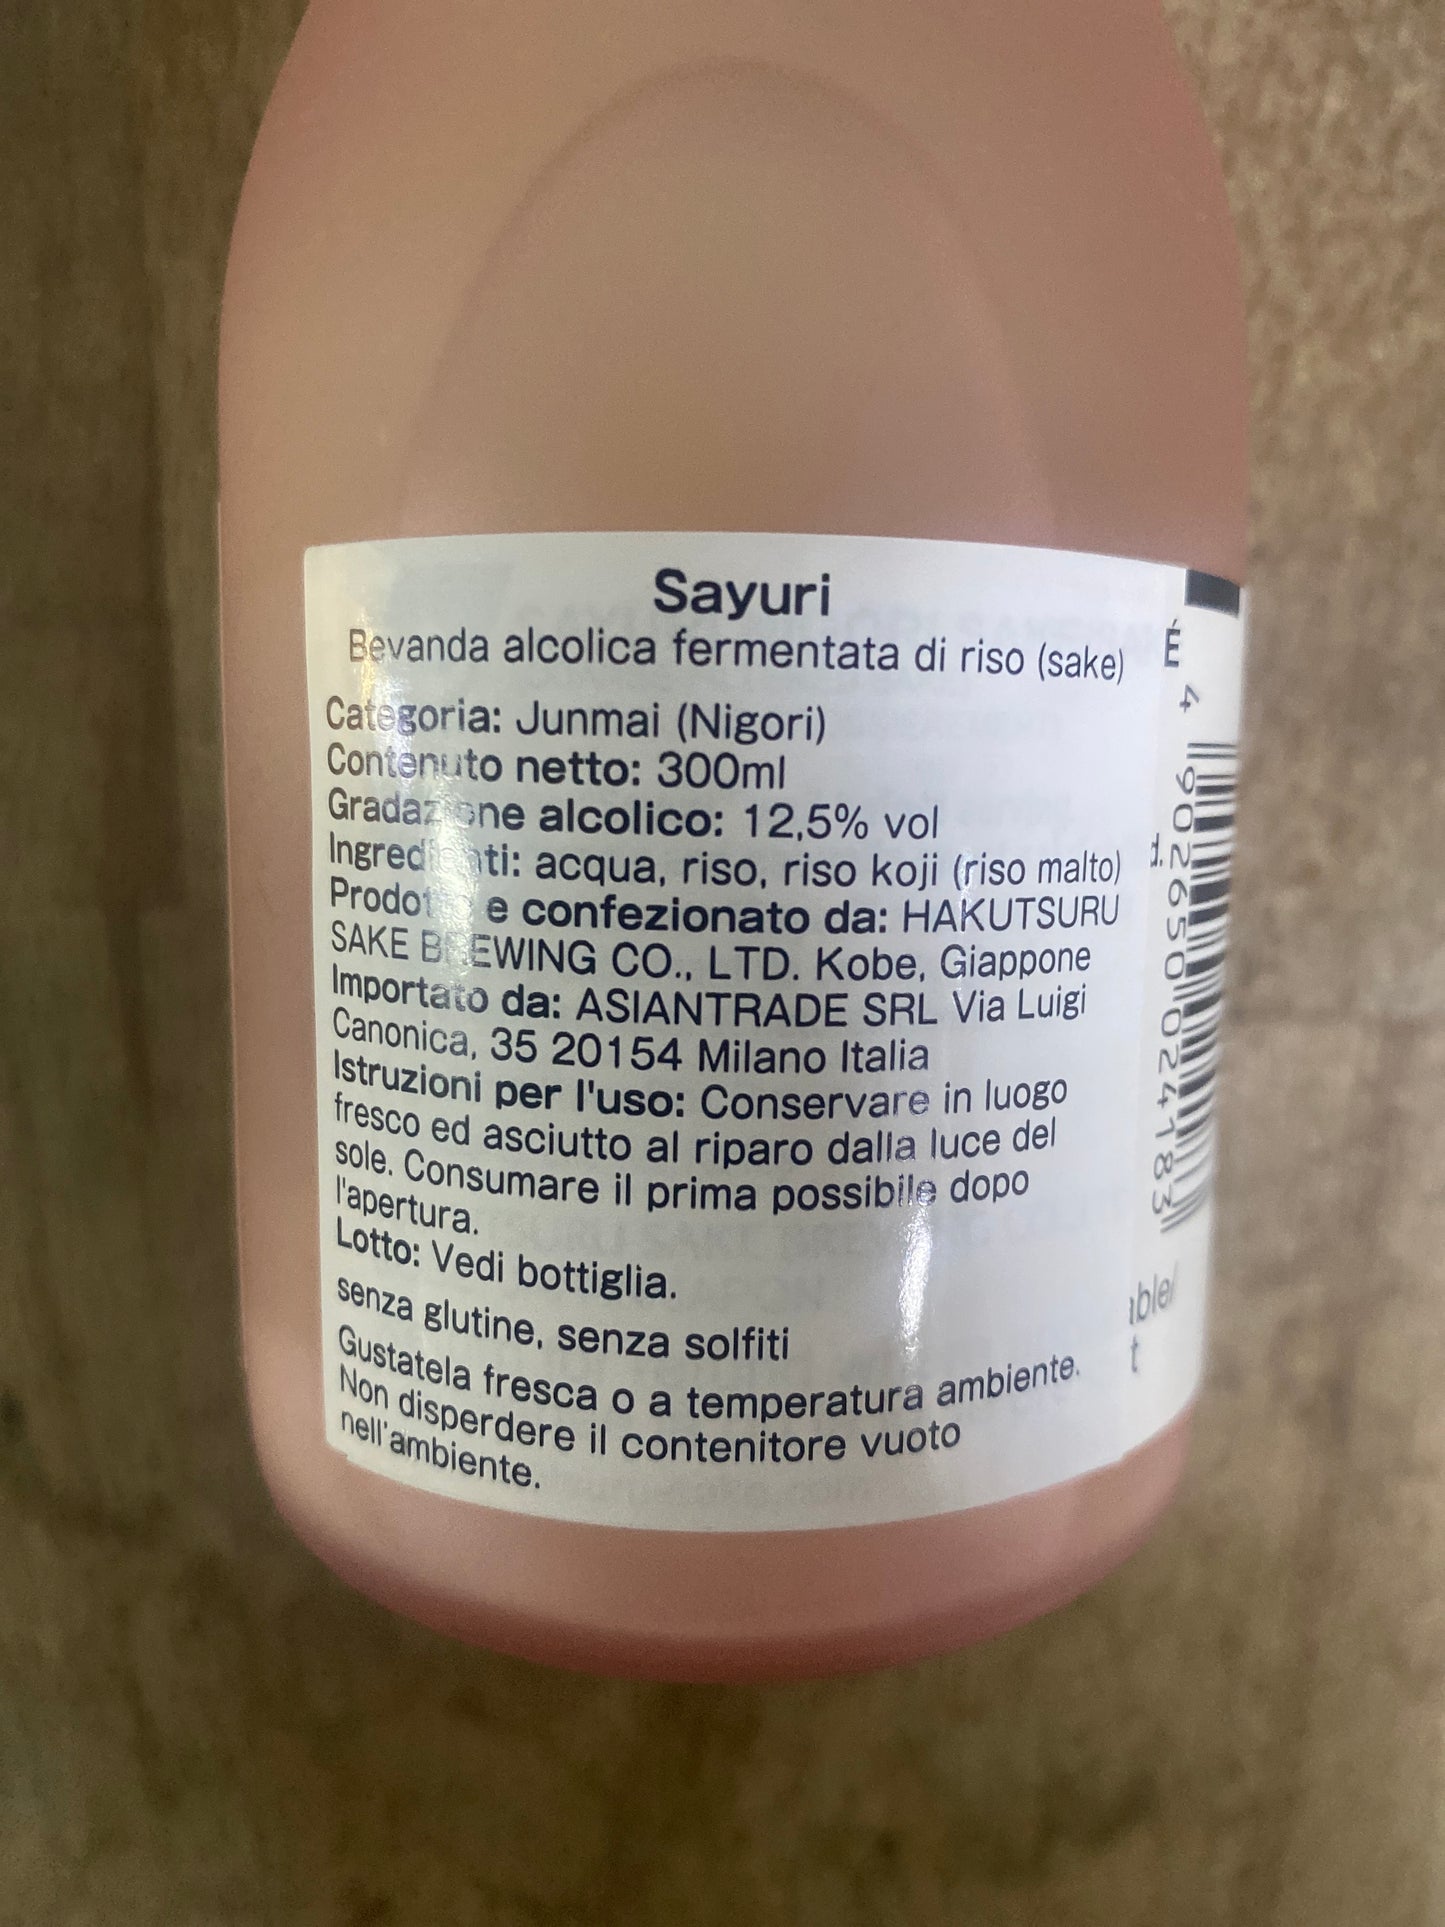 Sayuri
Bevanda alcolica fermentata di riso (sake)
Categoria: Junmai (Nigori)
Contenuto netto: 300ml
Gradazione alcolico: 12,5% vol
Ingredienti: acqua, riso, riso koji (riso malto)
Prodotto e confezionato da: HAKUTSURU
SAKE BREWING CO., LTD. Kobe, Giappone
Importato da: ASIANTRADE SRL Via Luigi
Canonica, 35 20154 Milano Italia
Istruzioni per l'uso: Conservare in luogo
fresco ed asciutto al riparo dalla luce del
sole. Consumare il prima possibile dopo
l'apertura.
Lotto: Vedi bottiglia.
senza glutine, senza solfiti
Gustatela fresca o a temperatura ambiente.
Non disperdere il contenitore vuoto
nell'ambiente.
É
4 902650 024183